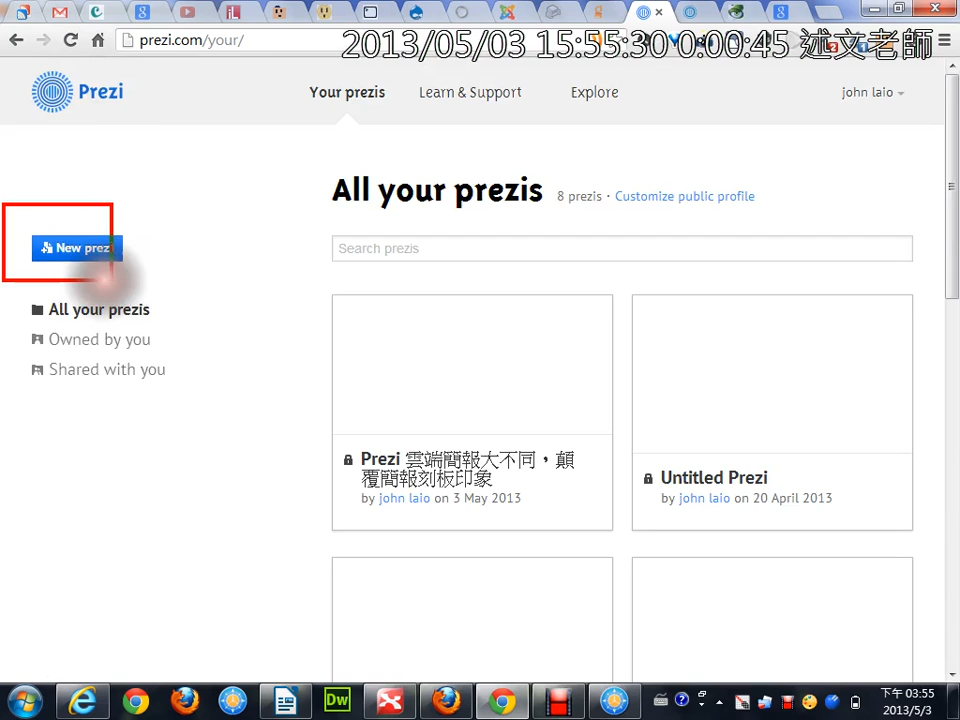 prezi.com/your/
2013/05/03 15:55:30 0:00:45 述文老師
Prezi
Your prezis
Learn & Support
Explore
john laio
All your prezis
8 prezis · Customize public profile
New prezi
Search prezis
All your prezis
Owned by you
Shared with you
Prezi 雲端簡報大不同，顛
覆簡報刻板印象
by john laio on 3 May 2013
Untitled Prezi
by john laio on 20 April 2013
Dw
下午 03:55
2013/5/3